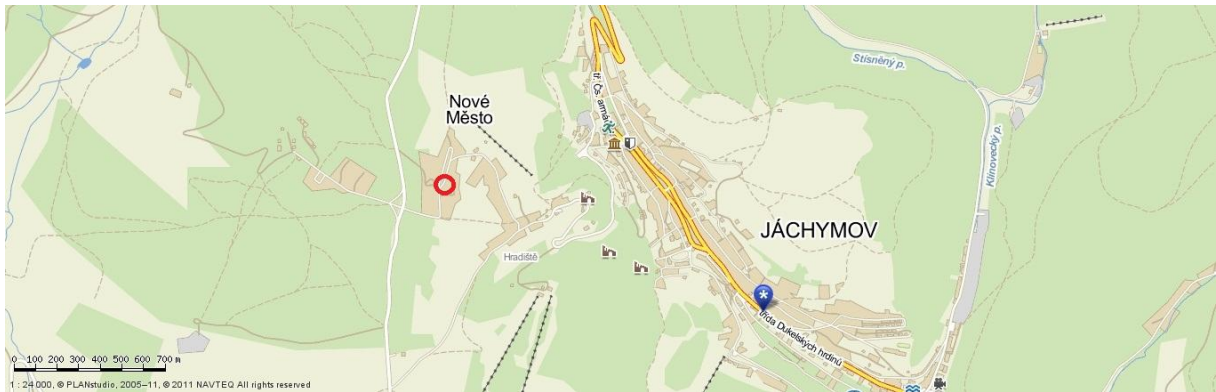 Stísněný p.
tř. Čs. armá
Nové
Město
Klínovecký p.
JÁCHYMOV
Hradiště
třída Dukelských hrdinů
0 100 200 300 400 500 600 700 m
1 : 24 000, © PLANstudio, 2005–11, © 2011 NAVTEQ All rights reserved